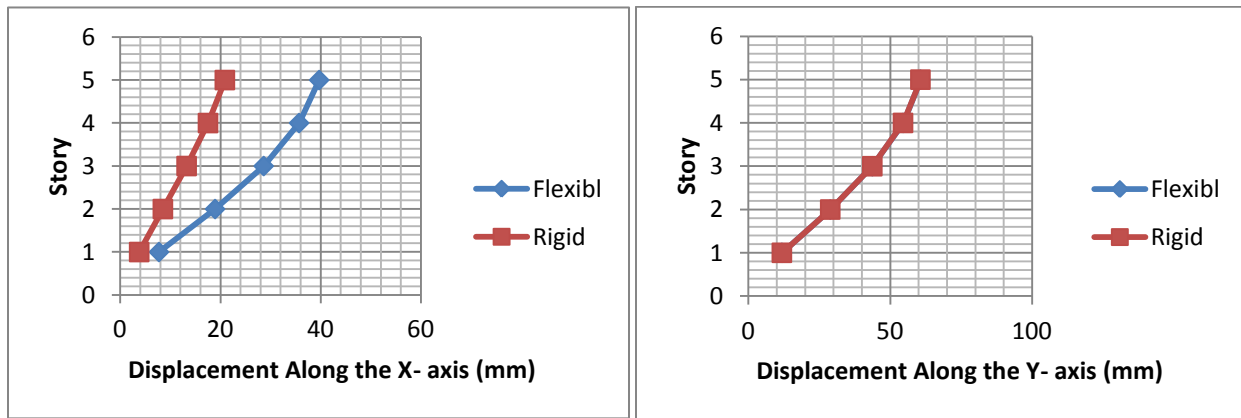 6
5
4
3
2
1
0
Story
0 20 40 60
Displacement Along the X- axis (mm)
Flexibl
Rigid
6
5
4
3
2
1
0
Story
0 50 100
Displacement Along the Y- axis (mm)
Flexibl
Rigid